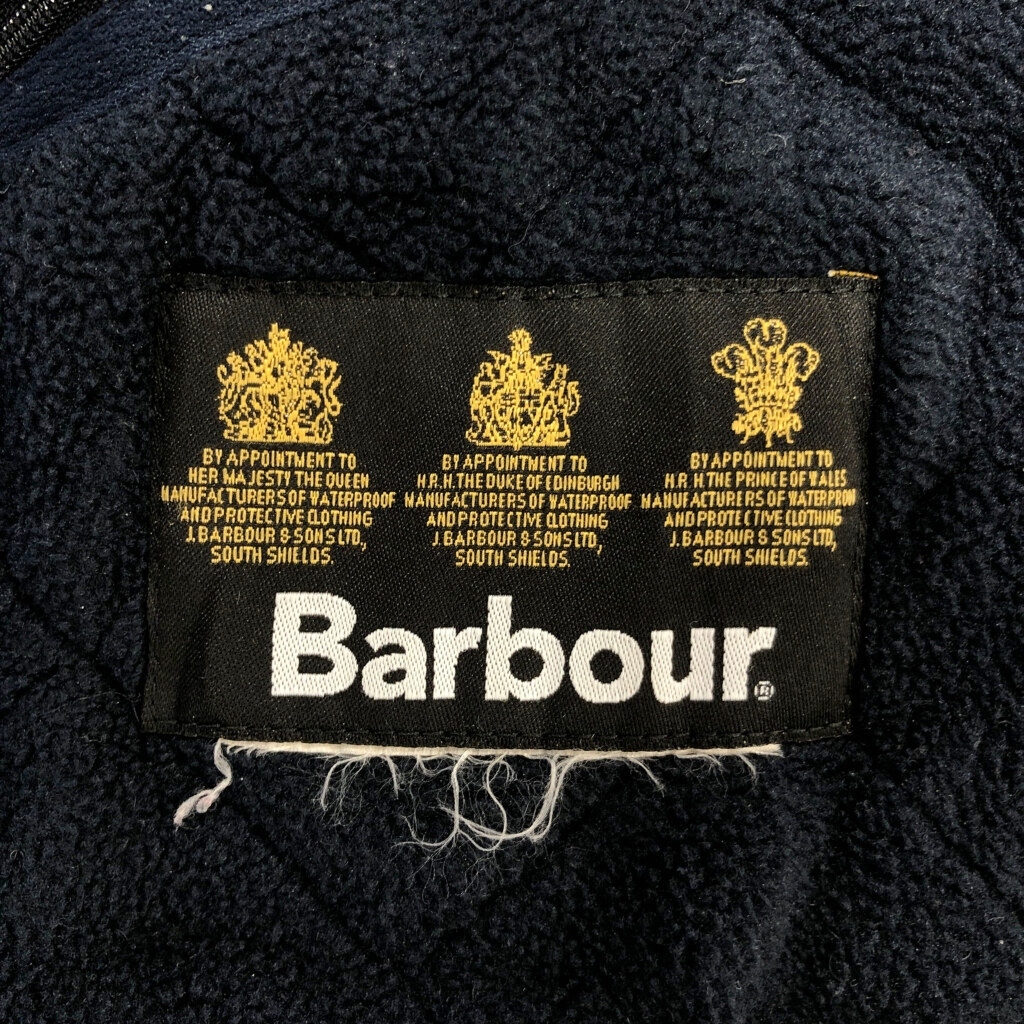 BY APPOINTMENT TO
HER MAJESTY THE QUEEN
MANUFACTURERS OF WATERPROOF
AND PROTECTIVE CLOTHING
J. BARBOUR & SONS LTD,
SOUTH SHIELDS.
BY APPOINTMENT TO
H.R.H. THE DUKE OF EDINBURGH
MANUFACTURERS OF WATERPROOF
AND PROTECTIVE CLOTHING
J. BARBOUR & SONS LTD,
SOUTH SHIELDS.
BY APPOINTMENT TO
H.R.H THE PRINCE OF WALES
MANUFACTURERS OF WATERPROOF
AND PROTECTIVE CLOTHING
J. BARBOUR & SONS LTD,
SOUTH SHIELDS.
Barbour®